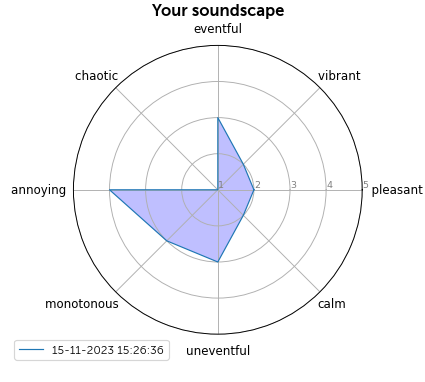 Your soundscape
eventful
chaotic
vibrant
annoying
1 2 3 4 5
pleasant
monotonous
calm
uneventful
15-11-2023 15:26:36